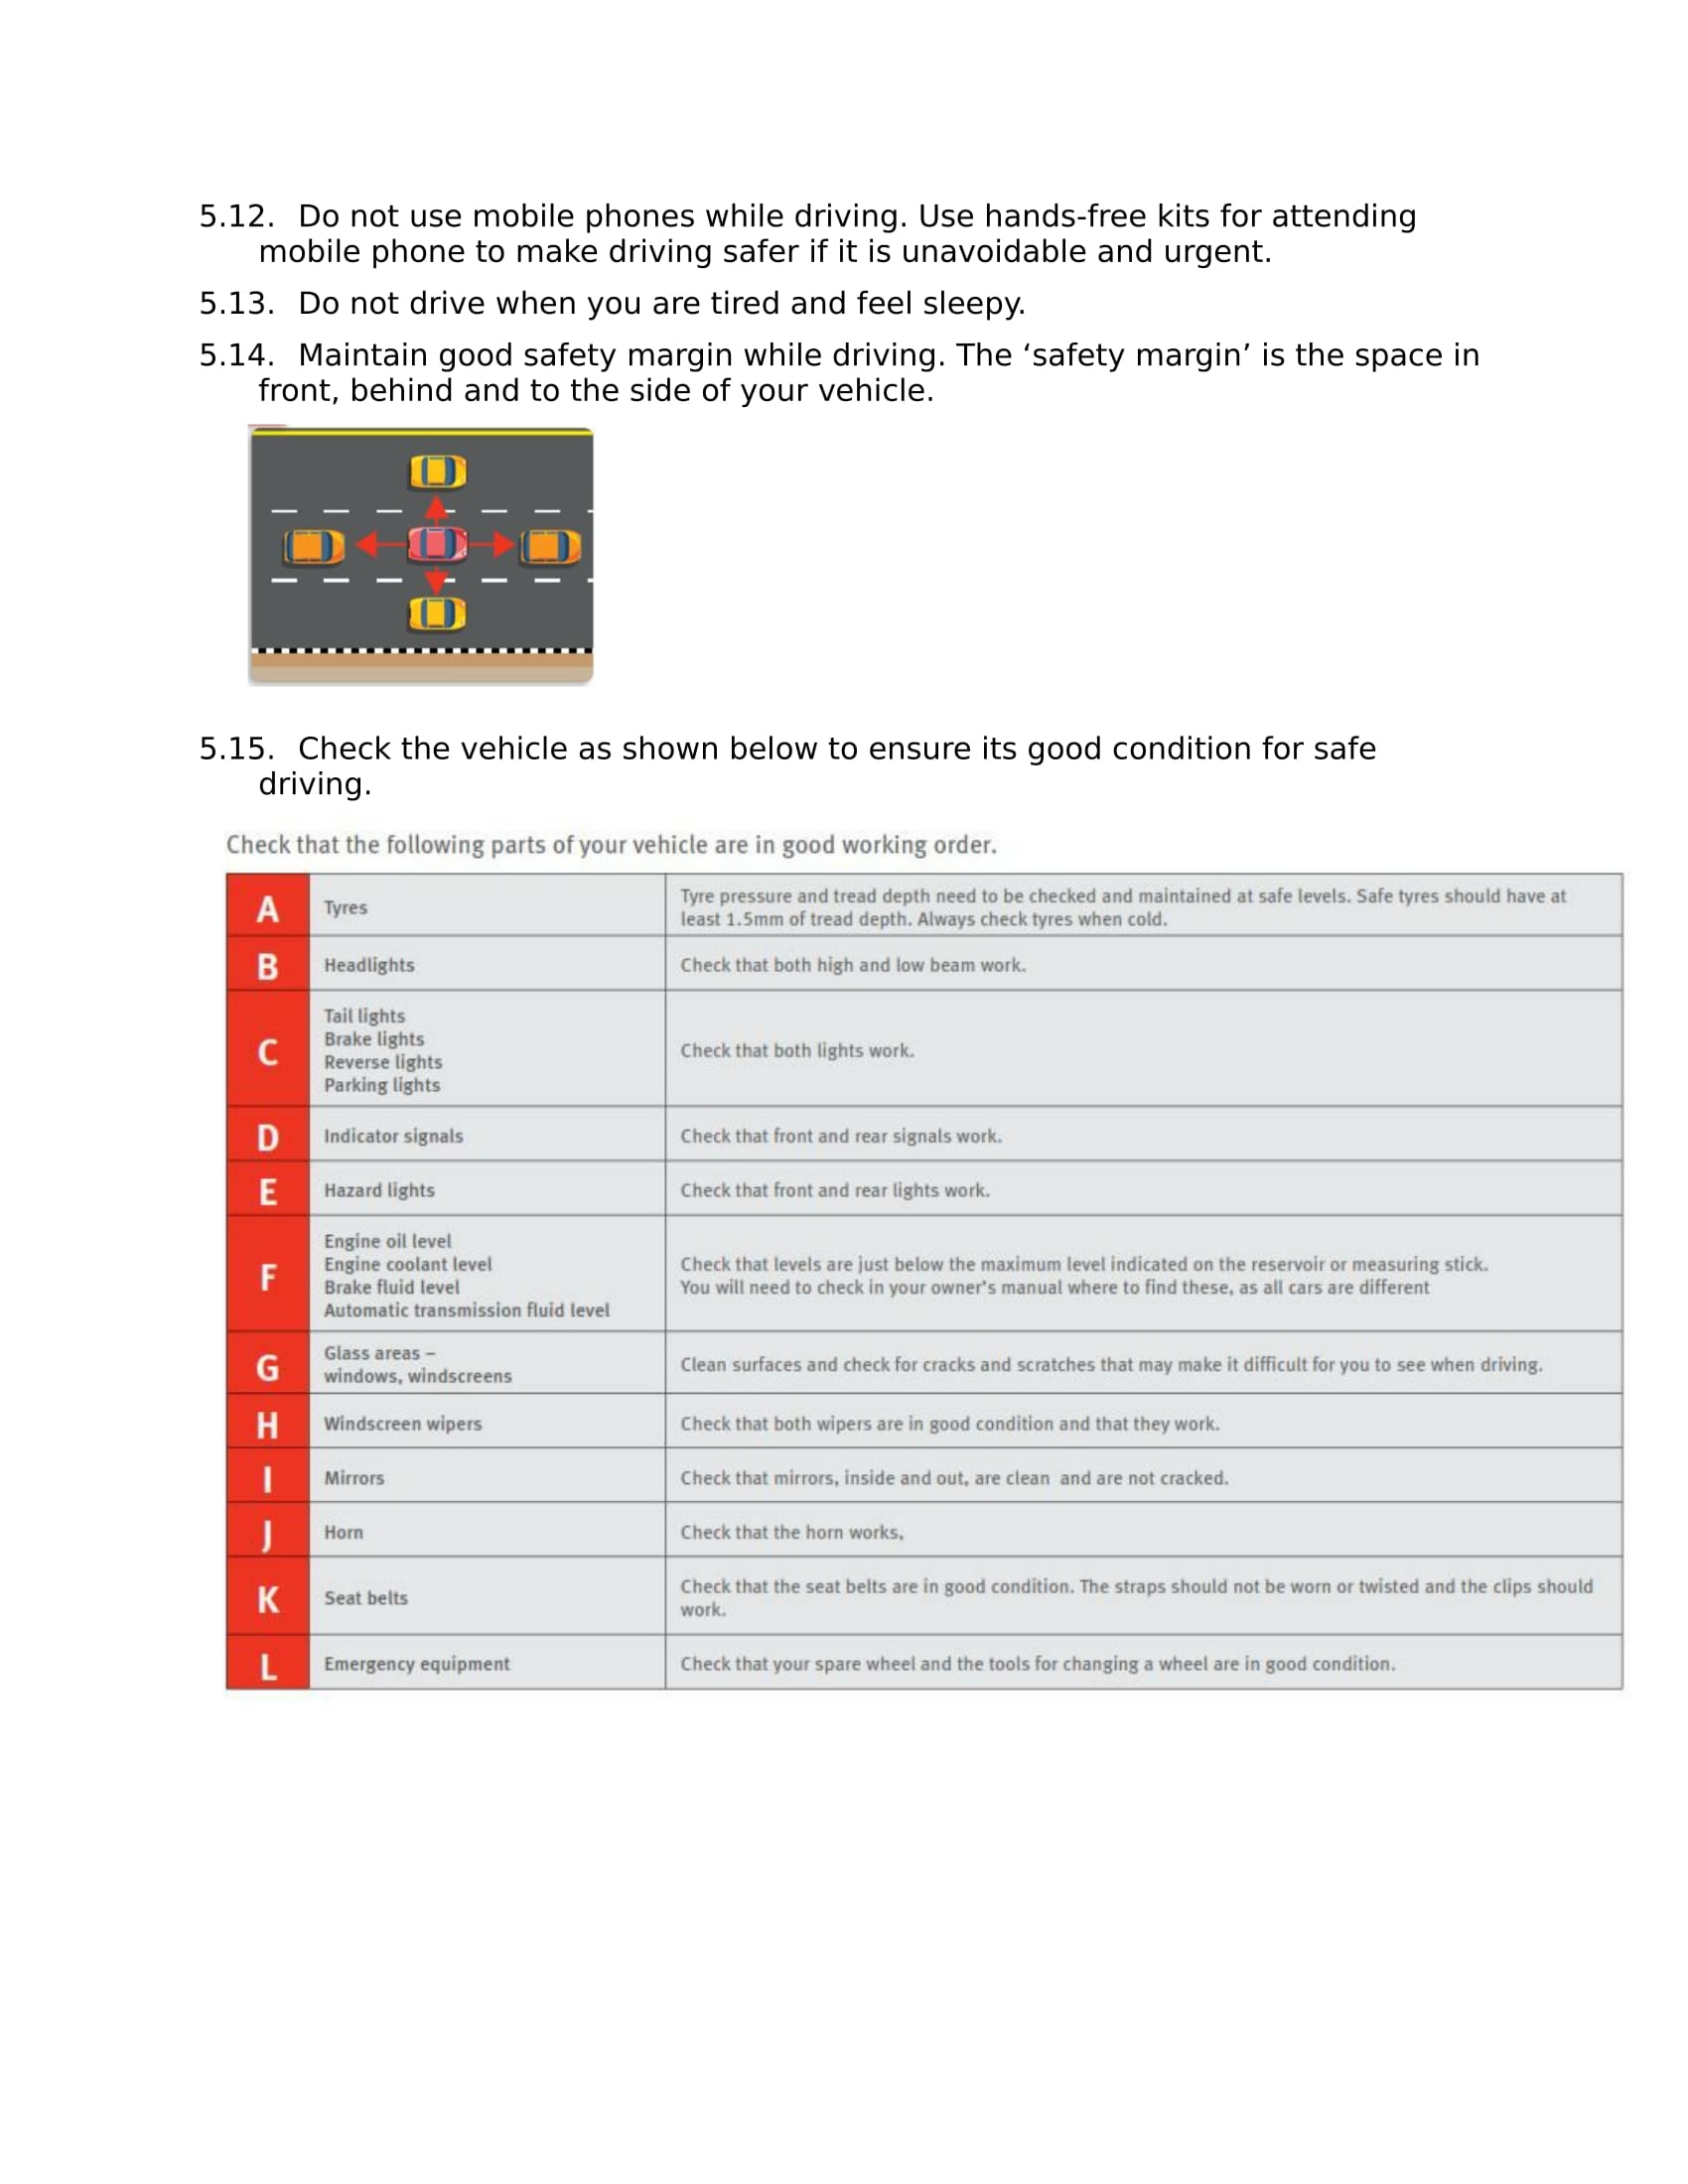 5.12. Do not use mobile phones while driving. Use hands-free kits for attending
mobile phone to make driving safer if it is unavoidable and urgent.
5.13. Do not drive when you are tired and feel sleepy.
5.14. Maintain good safety margin while driving. The ‘safety margin’ is the space in
front, behind and to the side of your vehicle.
5.15. Check the vehicle as shown below to ensure its good condition for safe
driving.
Check that the following parts of your vehicle are in good working order.
A
Tyres
Tyre pressure and tread depth need to be checked and maintained at safe levels. Safe tyres should have at
least 1.5mm of tread depth. Always check tyres when cold.
B
Headlights
Check that both high and low beam work.
C
Tail lights
Brake lights
Reverse lights
Parking lights
Check that both lights work.
D
Indicator signals
Check that front and rear signals work.
E
Hazard lights
Check that front and rear lights work.
F
Engine oil level
Engine coolant level
Brake fluid level
Automatic transmission fluid level
Check that levels are just below the maximum level indicated on the reservoir or measuring stick.
You will need to check in your owner’s manual where to find these, as all cars are different
G
Glass areas –
windows, windscreens
Clean surfaces and check for cracks and scratches that may make it difficult for you to see when driving.
H
Windscreen wipers
Check that both wipers are in good condition and that they work.
I
Mirrors
Check that mirrors, inside and out, are clean and are not cracked.
J
Horn
Check that the horn works,
K
Seat belts
Check that the seat belts are in good condition. The straps should not be worn or twisted and the clips should
work.
L
Emergency equipment
Check that your spare wheel and the tools for changing a wheel are in good condition.